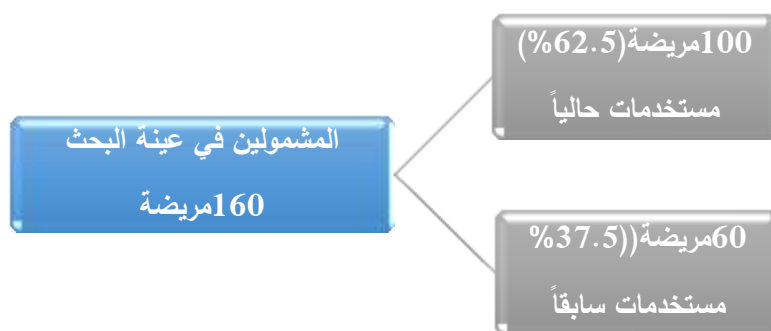 المشمولين في عينة البحث
160مريضة
100مريضة(62.5%)
مستخدمات حالياً
60مريضة((37.5%
مستخدمات سابقاً